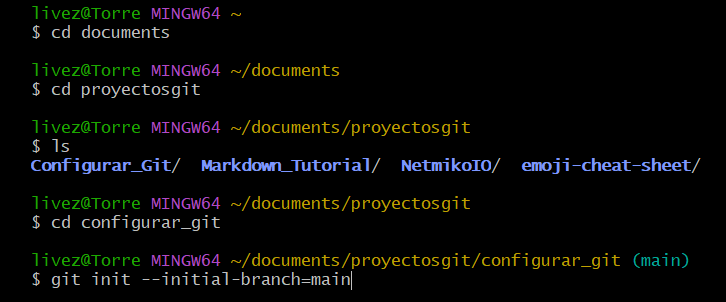 livez@Torre MINGW64 ~
$ cd documents
livez@Torre MINGW64 ~/documents
$ cd proyectosgit
livez@Torre MINGW64 ~/documents/proyectosgit
$ ls
Configurar_Git/  Markdown_Tutorial/  NetmikoIO/  emoji-cheat-sheet/
livez@Torre MINGW64 ~/documents/proyectosgit
$ cd configurar_git
livez@Torre MINGW64 ~/documents/proyectosgit/configurar_git (main)
$ git init --initial-branch=main